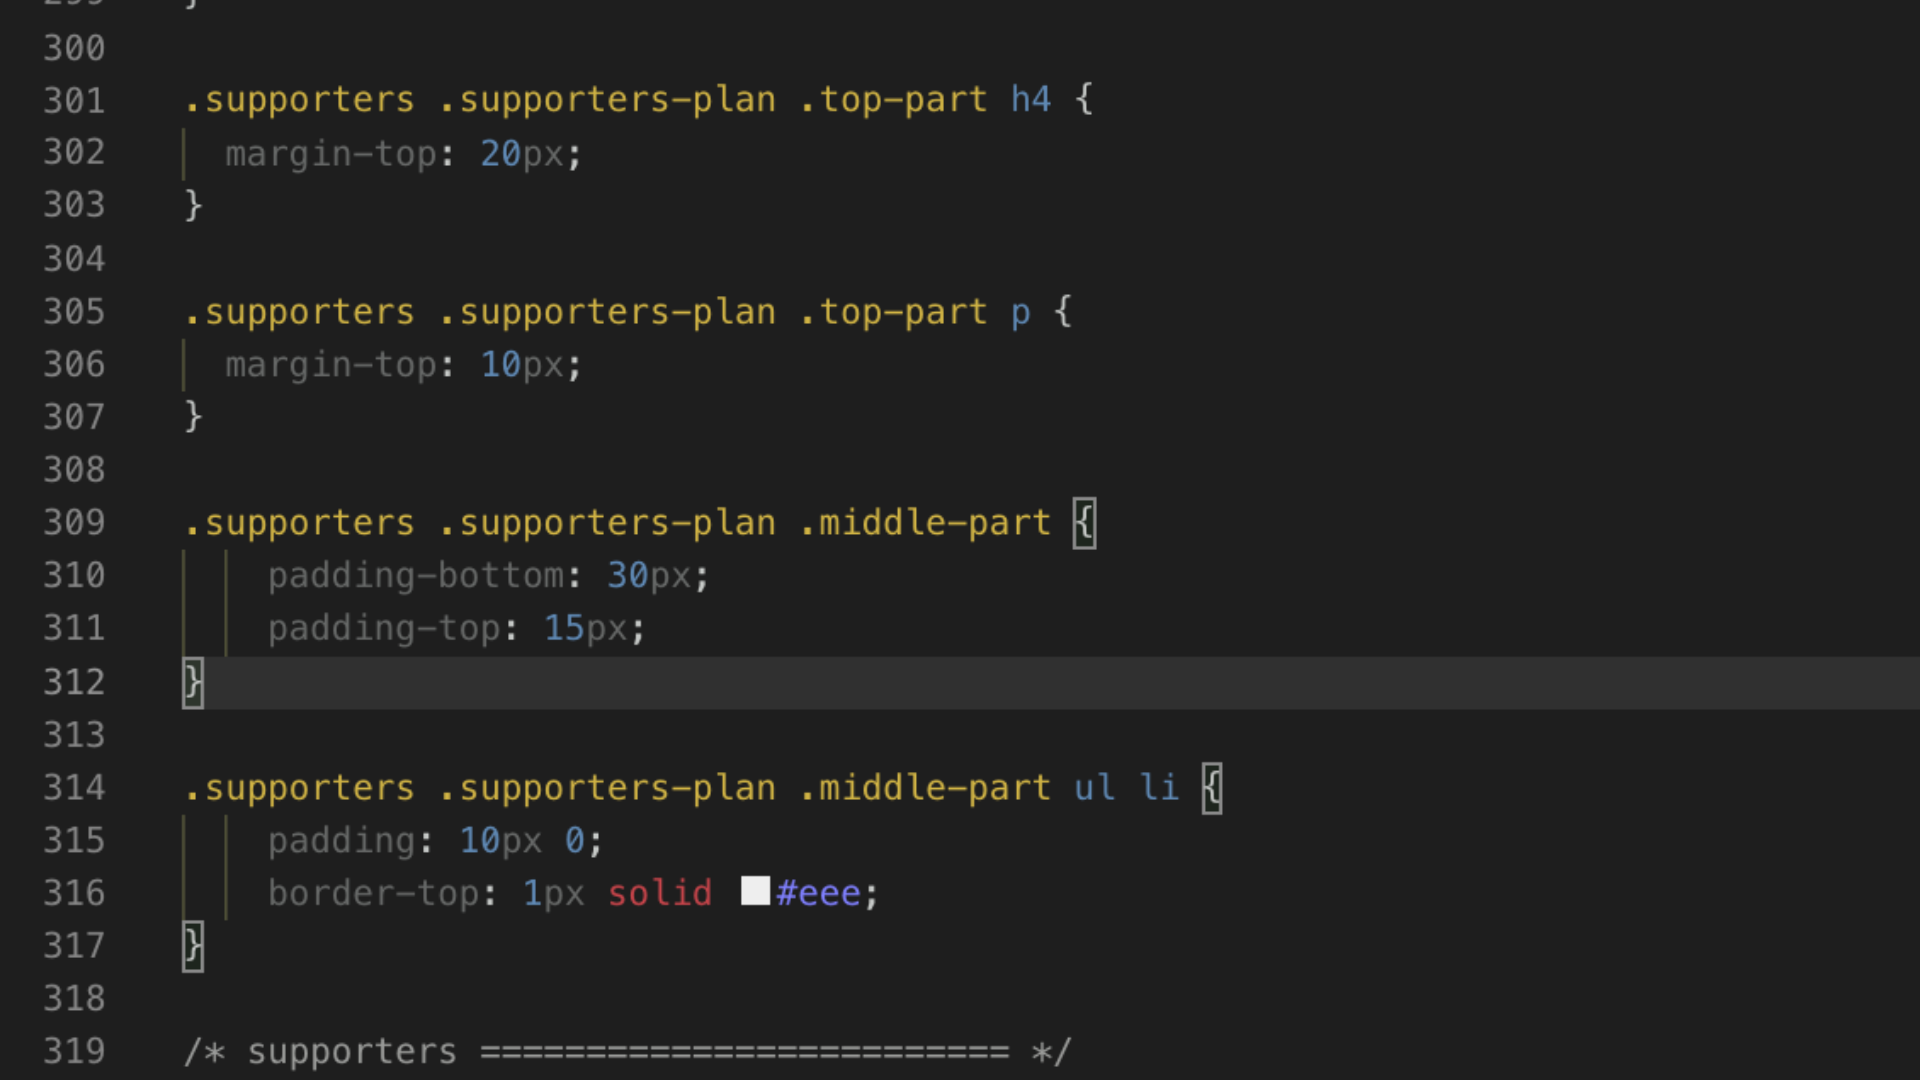 299 }
300
301 .supporters .supporters-plan .top-part h4 {
302 margin-top: 20px;
303 }
304
305 .supporters .supporters-plan .top-part p {
306 margin-top: 10px;
307 }
308
309 .supporters .supporters-plan .middle-part {
310 padding-bottom: 30px;
311 padding-top: 15px;
312 }
313
314 .supporters .supporters-plan .middle-part ul li {
315 padding: 10px 0;
316 border-top: 1px solid #eee;
317 }
318
319 /* supporters ========================= */